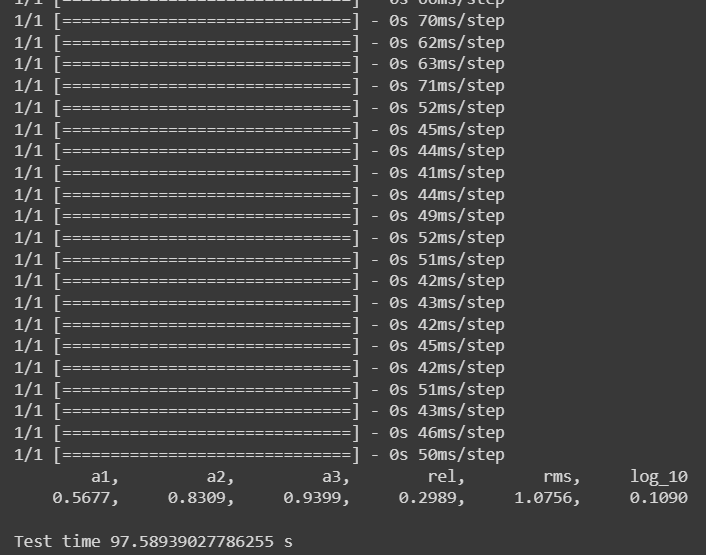 1/1 [==============================] - 0s 66ms/step
1/1 [==============================] - 0s 70ms/step
1/1 [==============================] - 0s 62ms/step
1/1 [==============================] - 0s 63ms/step
1/1 [==============================] - 0s 71ms/step
1/1 [==============================] - 0s 52ms/step
1/1 [==============================] - 0s 45ms/step
1/1 [==============================] - 0s 44ms/step
1/1 [==============================] - 0s 41ms/step
1/1 [==============================] - 0s 44ms/step
1/1 [==============================] - 0s 49ms/step
1/1 [==============================] - 0s 52ms/step
1/1 [==============================] - 0s 51ms/step
1/1 [==============================] - 0s 42ms/step
1/1 [==============================] - 0s 43ms/step
1/1 [==============================] - 0s 42ms/step
1/1 [==============================] - 0s 45ms/step
1/1 [==============================] - 0s 42ms/step
1/1 [==============================] - 0s 51ms/step
1/1 [==============================] - 0s 43ms/step
1/1 [==============================] - 0s 46ms/step
1/1 [==============================] - 0s 50ms/step
a1, a2, a3, rel, rms, log_10
0.5677, 0.8309, 0.9399, 0.2989, 1.0756, 0.1090
Test time 97.58939027786255 s